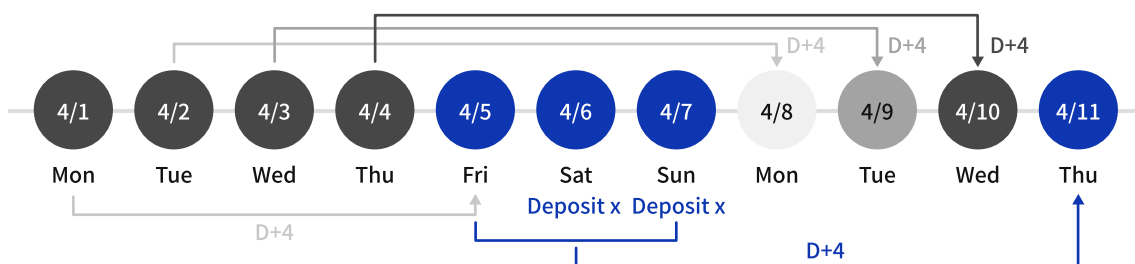 D+4 D+4 D+4
4/1 4/2 4/3 4/4 4/5 4/6 4/7 4/8 4/9 4/10 4/11
Mon Tue Wed Thu Fri Sat Sun Mon Tue Wed Thu
Deposit x Deposit x
D+4
D+4